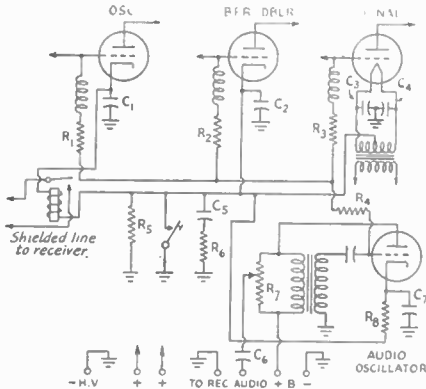 OSC
BFR DBLR
FINAL
C1
C2
C3
C4
R1
R2
R3
R4
Shielded line
to receiver.
R5
C5
R6
R7
R8
C7
C6
AUDIO
OSCILLATOR
- H.V. + + TO REC AUDIO + B -